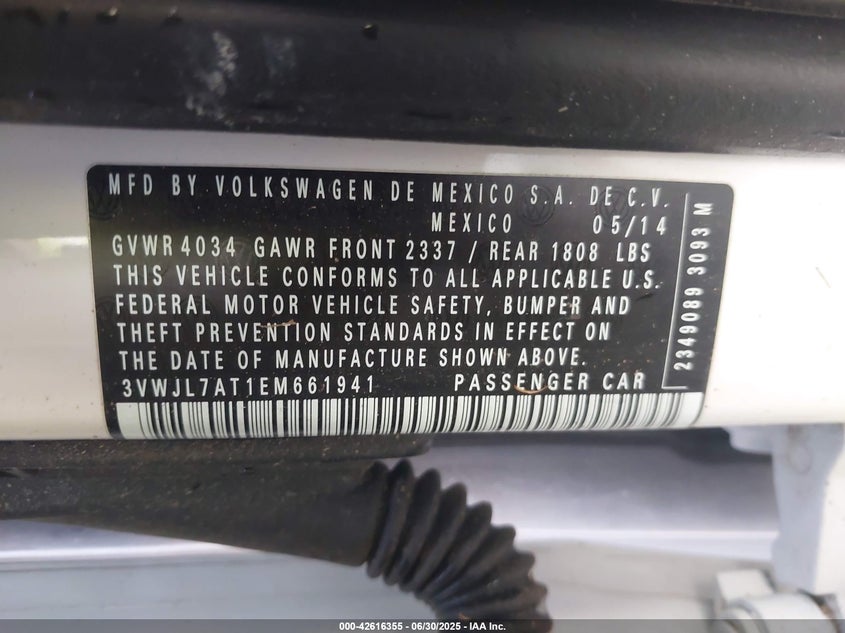 MFD BY VOLKSWAGEN DE MEXICO S.A. DE C.V.
MEXICO 05/14
GVWR 4034 GAWR FRONT 2337 / REAR 1808 LBS
THIS VEHICLE CONFORMS TO ALL APPLICABLE U.S.
FEDERAL MOTOR VEHICLE SAFETY, BUMPER AND
THEFT PREVENTION STANDARDS IN EFFECT ON
THE DATE OF MANUFACTURE SHOWN ABOVE.
3VWJL7AT1EM661941 PASSENGER CAR
2349089 3093 M
000-42616355 - 06/30/2025 - IAA Inc.